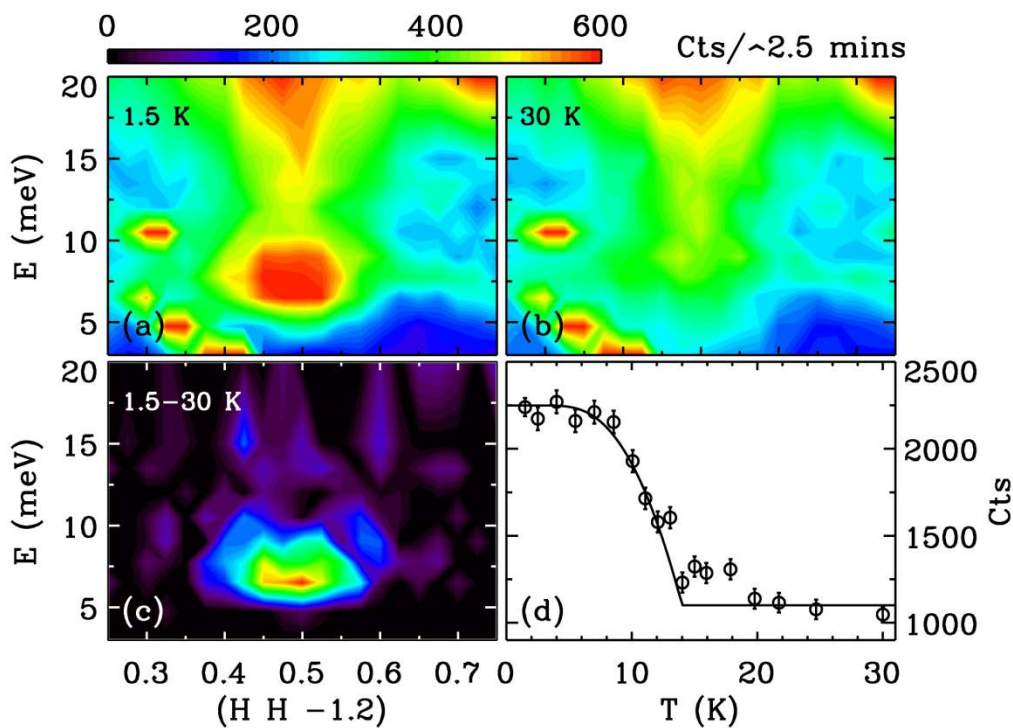 0 200 400 600 Cts/^2.5 mins
20 1.5 K 30 K
15
E (meV)
10
5 (a) (b)
20 1.5-30 K 2500
15 2000
E (meV) Cts
10 1500
5 (c) (d) 1000
0.3 0.4 0.5 0.6 0.7 0 10 20 30
(H H -1.2) T (K)